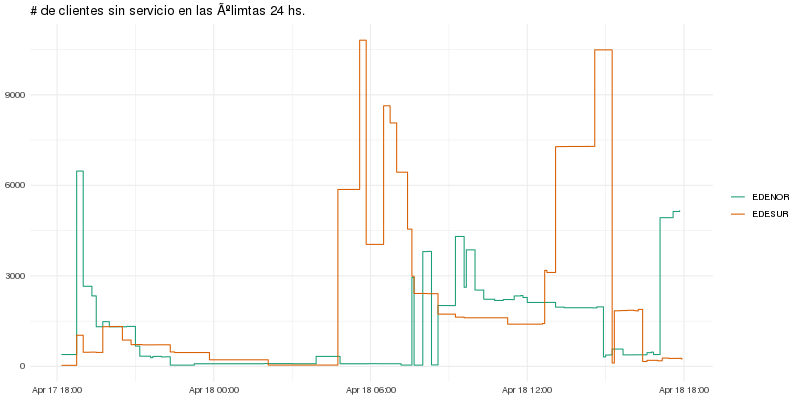 # de clientes sin servicio en las Ãºlimtas 24 hs.
9000
6000
3000
0
Apr 17 18:00
Apr 18 00:00
Apr 18 06:00
Apr 18 12:00
Apr 18 18:00
EDENOR
EDESUR